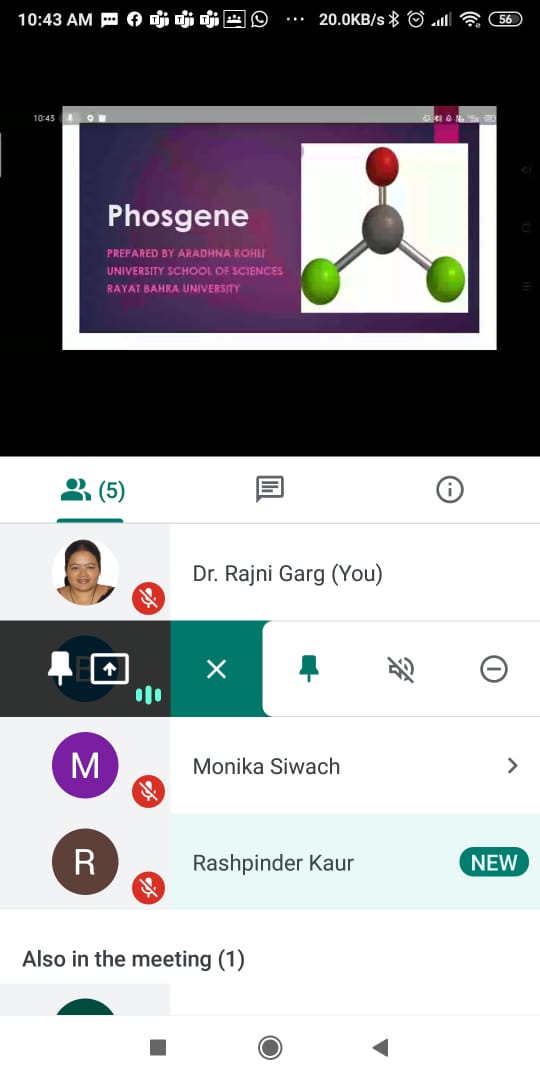 10:43 AM
20.0KB/s
56
10:43
Phosgene
PREPARED BY ARADHNA KOHLI
UNIVERSITY SCHOOL OF SCIENCES
RAYAT BAHRA UNIVERSITY
(5)
Dr. Rajni Garg (You)
M
Monika Siwach
R
Rashpinder Kaur
NEW
Also in the meeting (1)